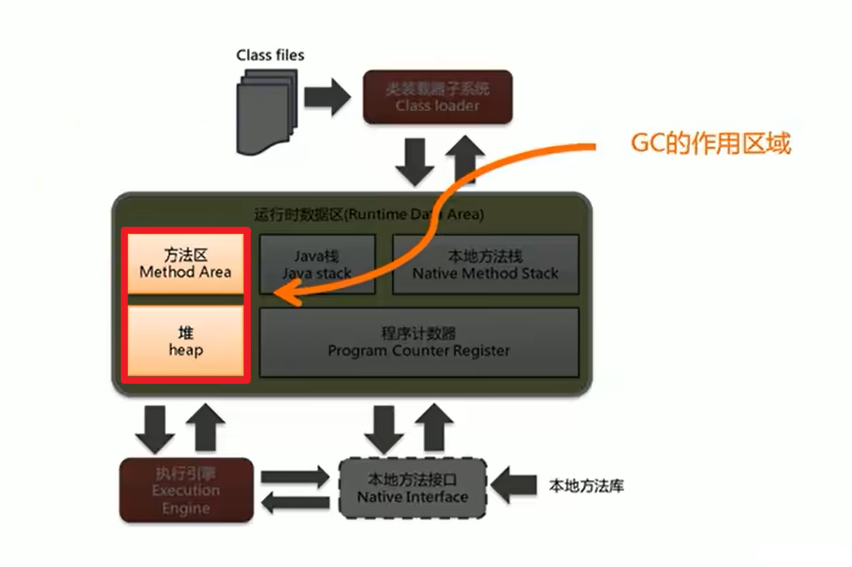 Class files
类装载器子系统
Class loader
GC的作用区域
运行时数据区(Runtime Data Area)
方法区
Method Area
Java栈
Java stack
本地方法栈
Native Method Stack
堆
heap
程序计数器
Program Counter Register
执行引擎
Execution
Engine
本地方法接口
Native Interface
本地方法库